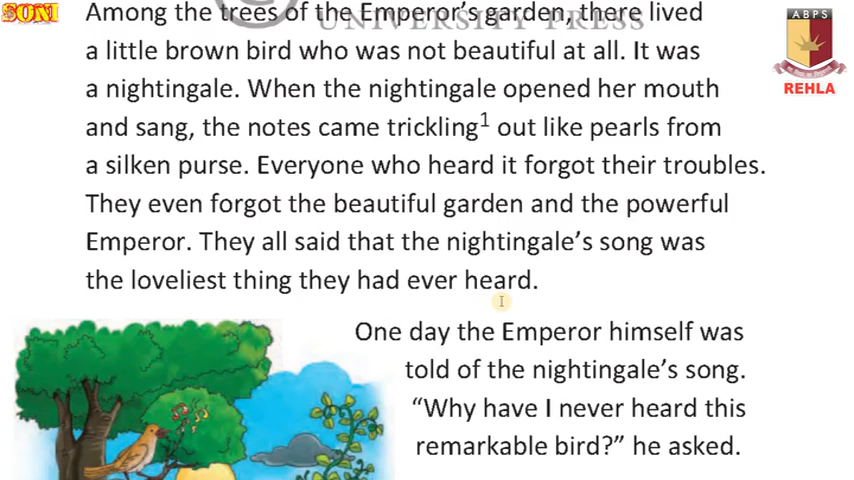 SONI
Among the trees of the Emperor's garden, there lived
© UNIVERSITY PRESS
a little brown bird who was not beautiful at all. It was
a nightingale. When the nightingale opened her mouth
and sang, the notes came trickling1 out like pearls from
a silken purse. Everyone who heard it forgot their troubles.
They even forgot the beautiful garden and the powerful
Emperor. They all said that the nightingale's song was
the loveliest thing they had ever heard.
ABPS
REHLA
One day the Emperor himself was
told of the nightingale's song.
“Why have I never heard this
remarkable bird?” he asked.